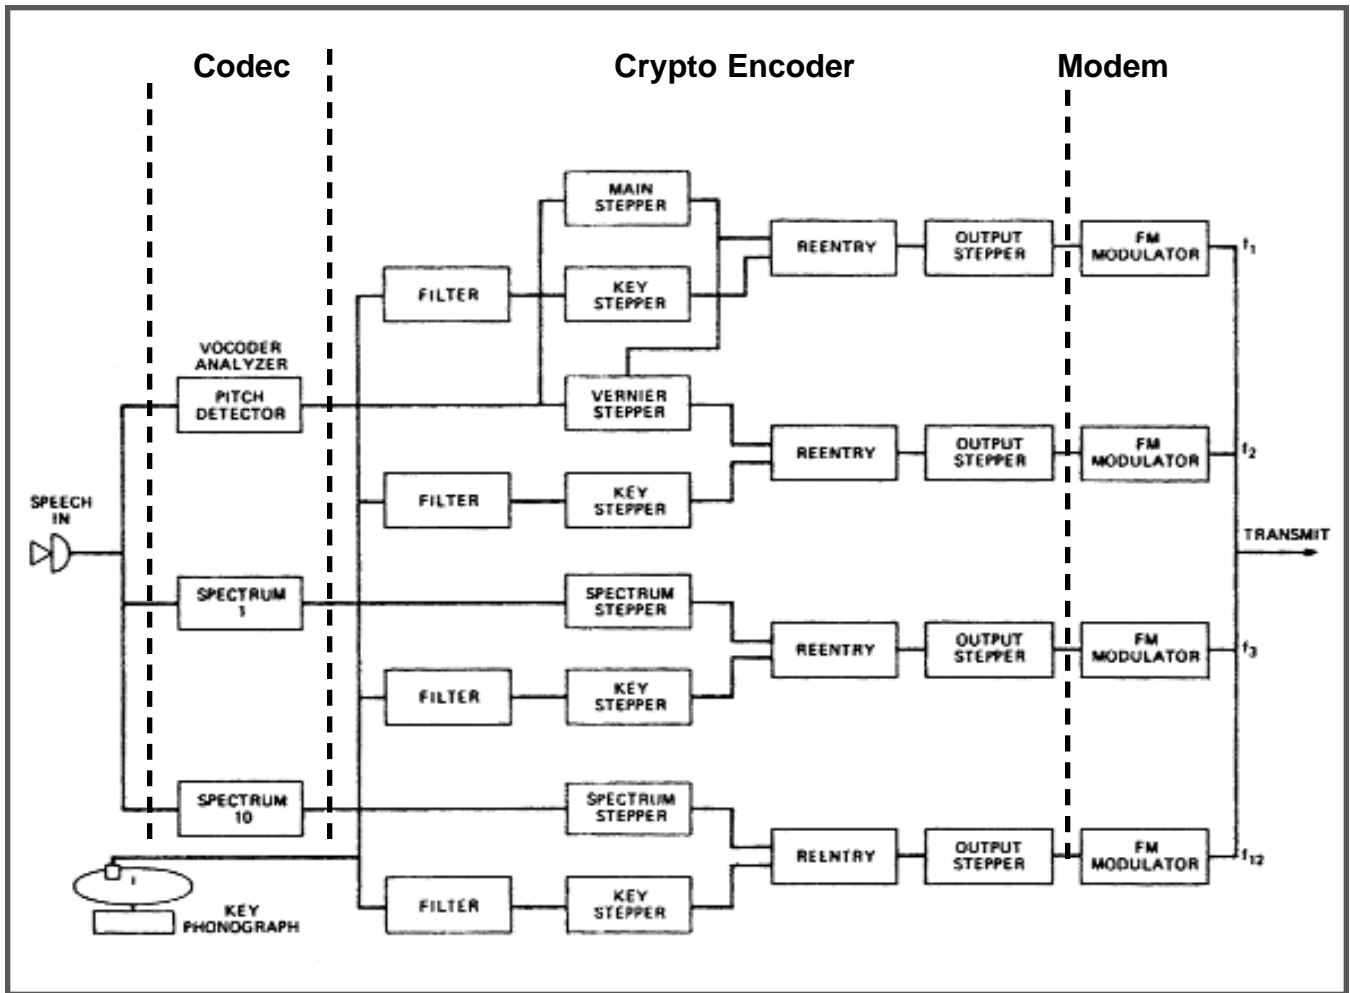 Codec
Crypto Encoder
Modem
MAIN
STEPPER
REENTRY
OUTPUT
STEPPER
FM
MODULATOR
f1
FILTER
KEY
STEPPER
VOCODER
ANALYZER
PITCH
DETECTOR
VERNIER
STEPPER
REENTRY
OUTPUT
STEPPER
FM
MODULATOR
f2
FILTER
KEY
STEPPER
SPEECH
IN
TRANSMIT
SPECTRUM
1
SPECTRUM
STEPPER
REENTRY
OUTPUT
STEPPER
FM
MODULATOR
f3
FILTER
KEY
STEPPER
SPECTRUM
10
SPECTRUM
STEPPER
REENTRY
OUTPUT
STEPPER
FM
MODULATOR
f12
FILTER
KEY
STEPPER
KEY
PHONOGRAPH